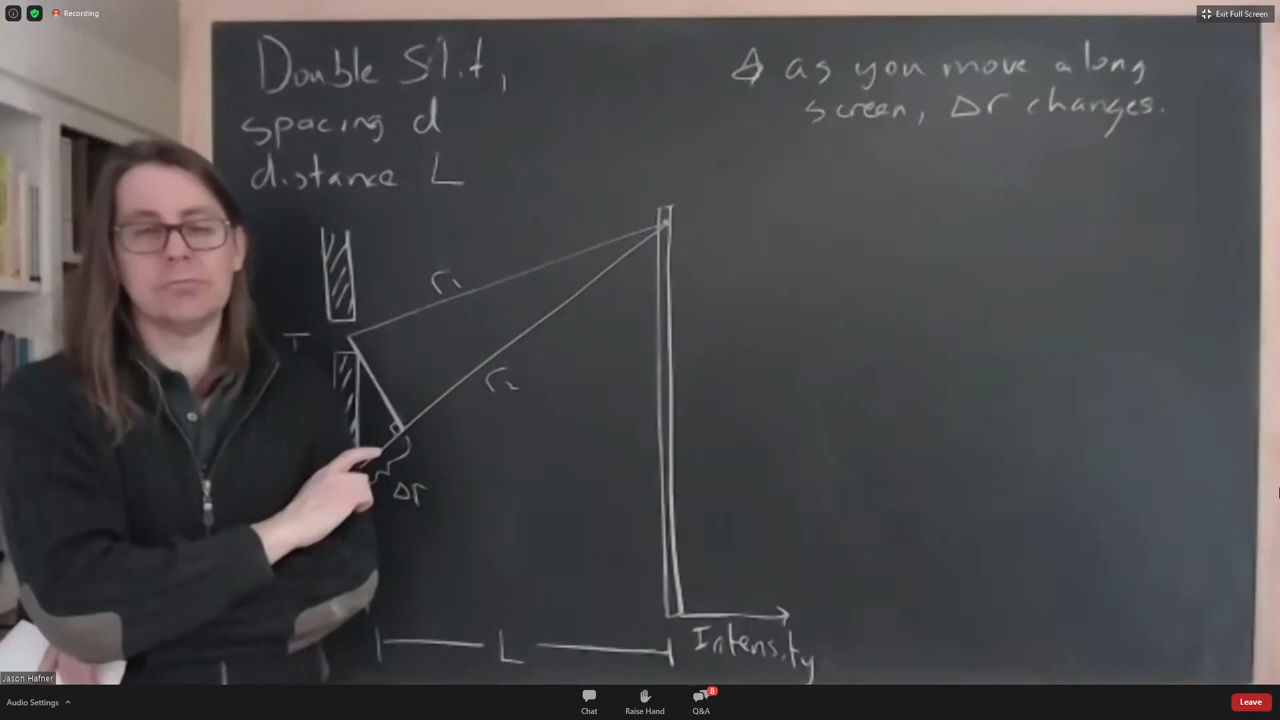 Recording
Exit Full Screen
Double Slit,
spacing d
distance L
as you move along
screen, Δr changes.
r₁
T
r₂
Δr
L
Intensity
Jason Hafner
Audio Settings
Chat
Raise Hand
8
Q&A
Leave